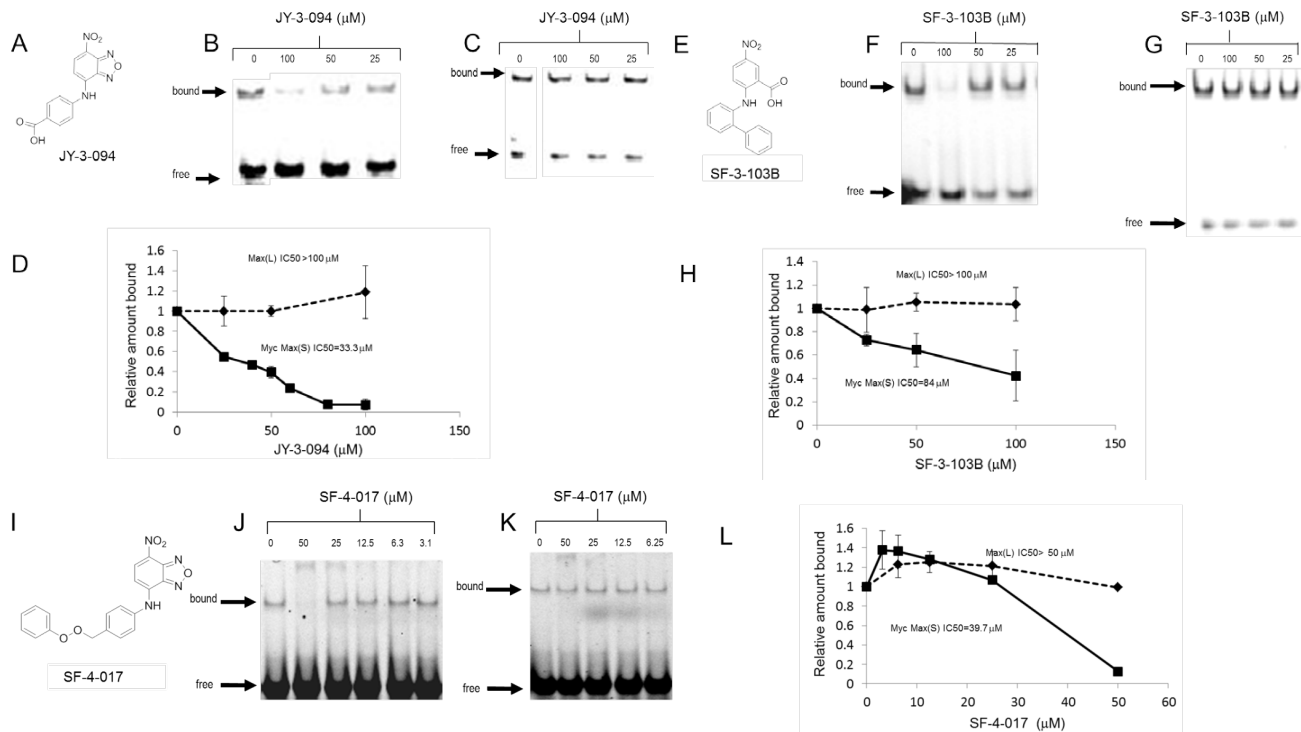 JY-3-094 (μM)
JY-3-094 (μM)
SF-3-103B (μM)
SF-3-103B (μM)
A
B
C
E
F
G
0 100 50 25
0 100 50 25
0 100 50 25
0 100 50 25
NO2
N
O
N
NH
O
OH
JY-3-094
bound
free
bound
free
NO2
O
NH
OH
SF-3-103B
bound
free
bound
free
D
Relative amount bound
1.6
1.4
1.2
1
0.8
0.6
0.4
0.2
0
Max(L) IC50 >100 μM
Myc Max(S) IC50=33.3 μM
0 50 100 150
JY-3-094 (μM)
H
Relative amount bound
1.6
1.4
1.2
1
0.8
0.6
0.4
0.2
0
Max(L) IC50> 100 μM
Myc Max(S) IC50=84 μM
0 50 100 150
SF-3-103B (μM)
SF-4-017 (μM)
SF-4-017 (μM)
I
J
K
L
0 50 25 12.5 6.3 3.1
0 50 25 12.5 6.25
NO2
N
O
N
NH
O
O
SF-4-017
bound
free
bound
free
Relative amount bound
1.6
1.4
1.2
1
0.8
0.6
0.4
0.2
0
Max(L) IC50> 50 μM
Myc Max(S) IC50=39.7 μM
0 10 20 30 40 50 60
SF-4-017 (μM)